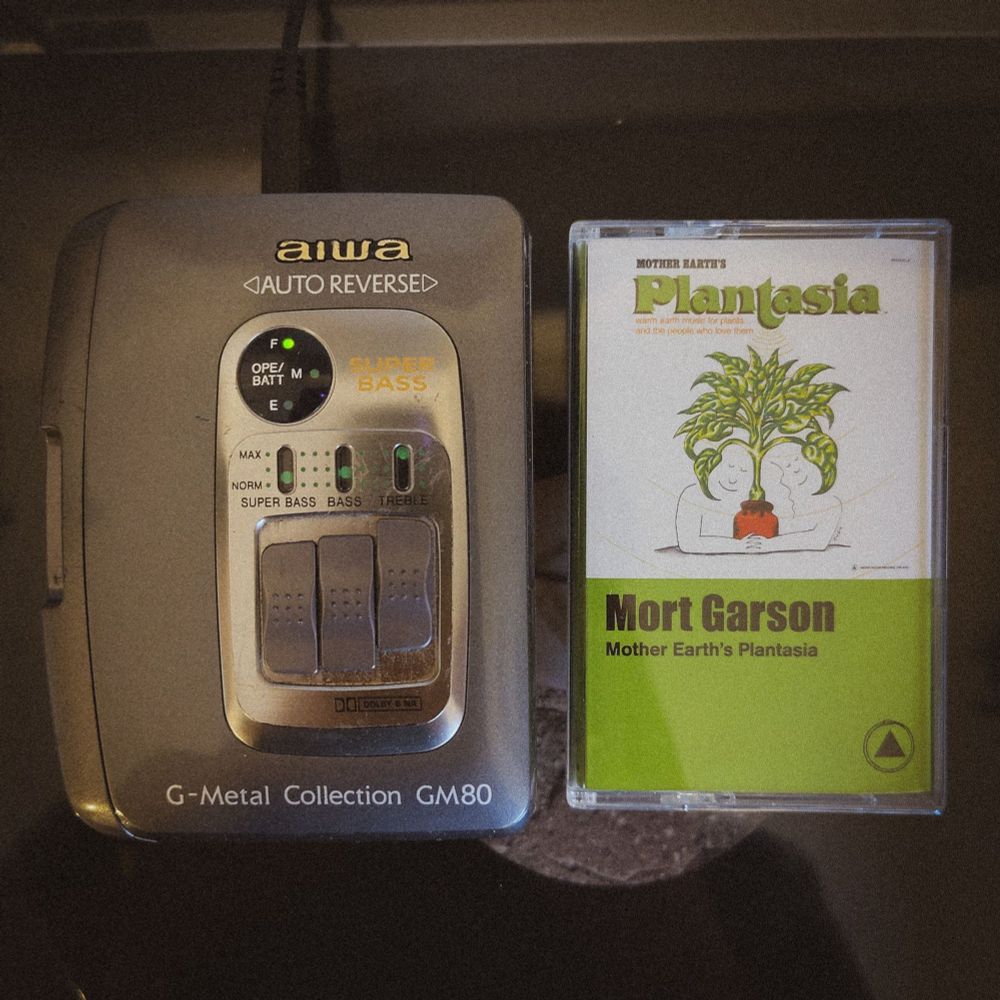 aiwa
◁AUTO REVERSE▷
F
OPE/
BATT M
E
SUPER
BASS
MAX
NORM
SUPER BASS BASS TREBLE
DOLBY B NR
G-Metal Collection GM80
MOTHER EARTH'S
Plantasia
warm earth music for plants...
and the people who love them
Mort Garson
Mother Earth's Plantasia